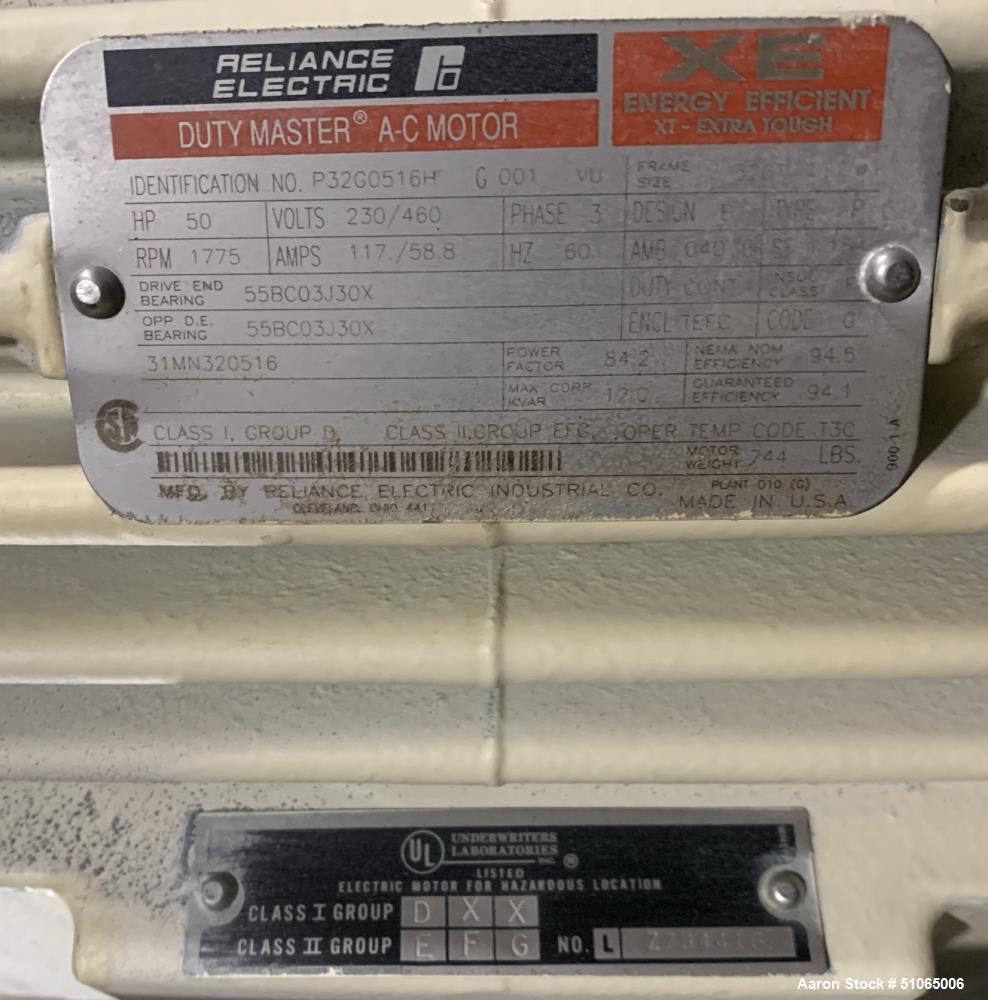 RELIANCE
ELECTRIC
XE
ENERGY EFFICIENT
XT - EXTRA TOUGH
DUTY MASTER® A-C MOTOR
IDENTIFICATION NO. P32G0516H G 001 VU FRAME SIZE
HP 50 VOLTS 230/460 PHASE 3 DESIGN TYPE P
RPM 1775 AMPS 117./58.8 HZ 60 AMB 040 SF
DRIVE END BEARING 55BC03J30X DUTY CONT INSUL CLASS F
OPP D.E. BEARING 55BC03J30X ENCL TEFC CODE G
31MN320516 POWER FACTOR 84.2 NEMA NOM EFFICIENCY 94.5
MAX CORR KVAR 12.0 GUARANTEED EFFICIENCY 94.1
CLASS I, GROUP D CLASS II,GROUP EFG OPER TEMP CODE T3C
MOTOR WEIGHT 744 LBS.
900-1-A
MFD. BY RELIANCE ELECTRIC INDUSTRIAL CO. PLANT 010 (G)
CLEVELAND, OHIO MADE IN U.S.A
UL UNDERWRITERS
LABORATORIES
INC. ®
LISTED
ELECTRIC MOTOR FOR HAZARDOUS LOCATION
CLASS I GROUP D X X
CLASS II GROUP E F G NO. L
Aaron Stock # 51065006